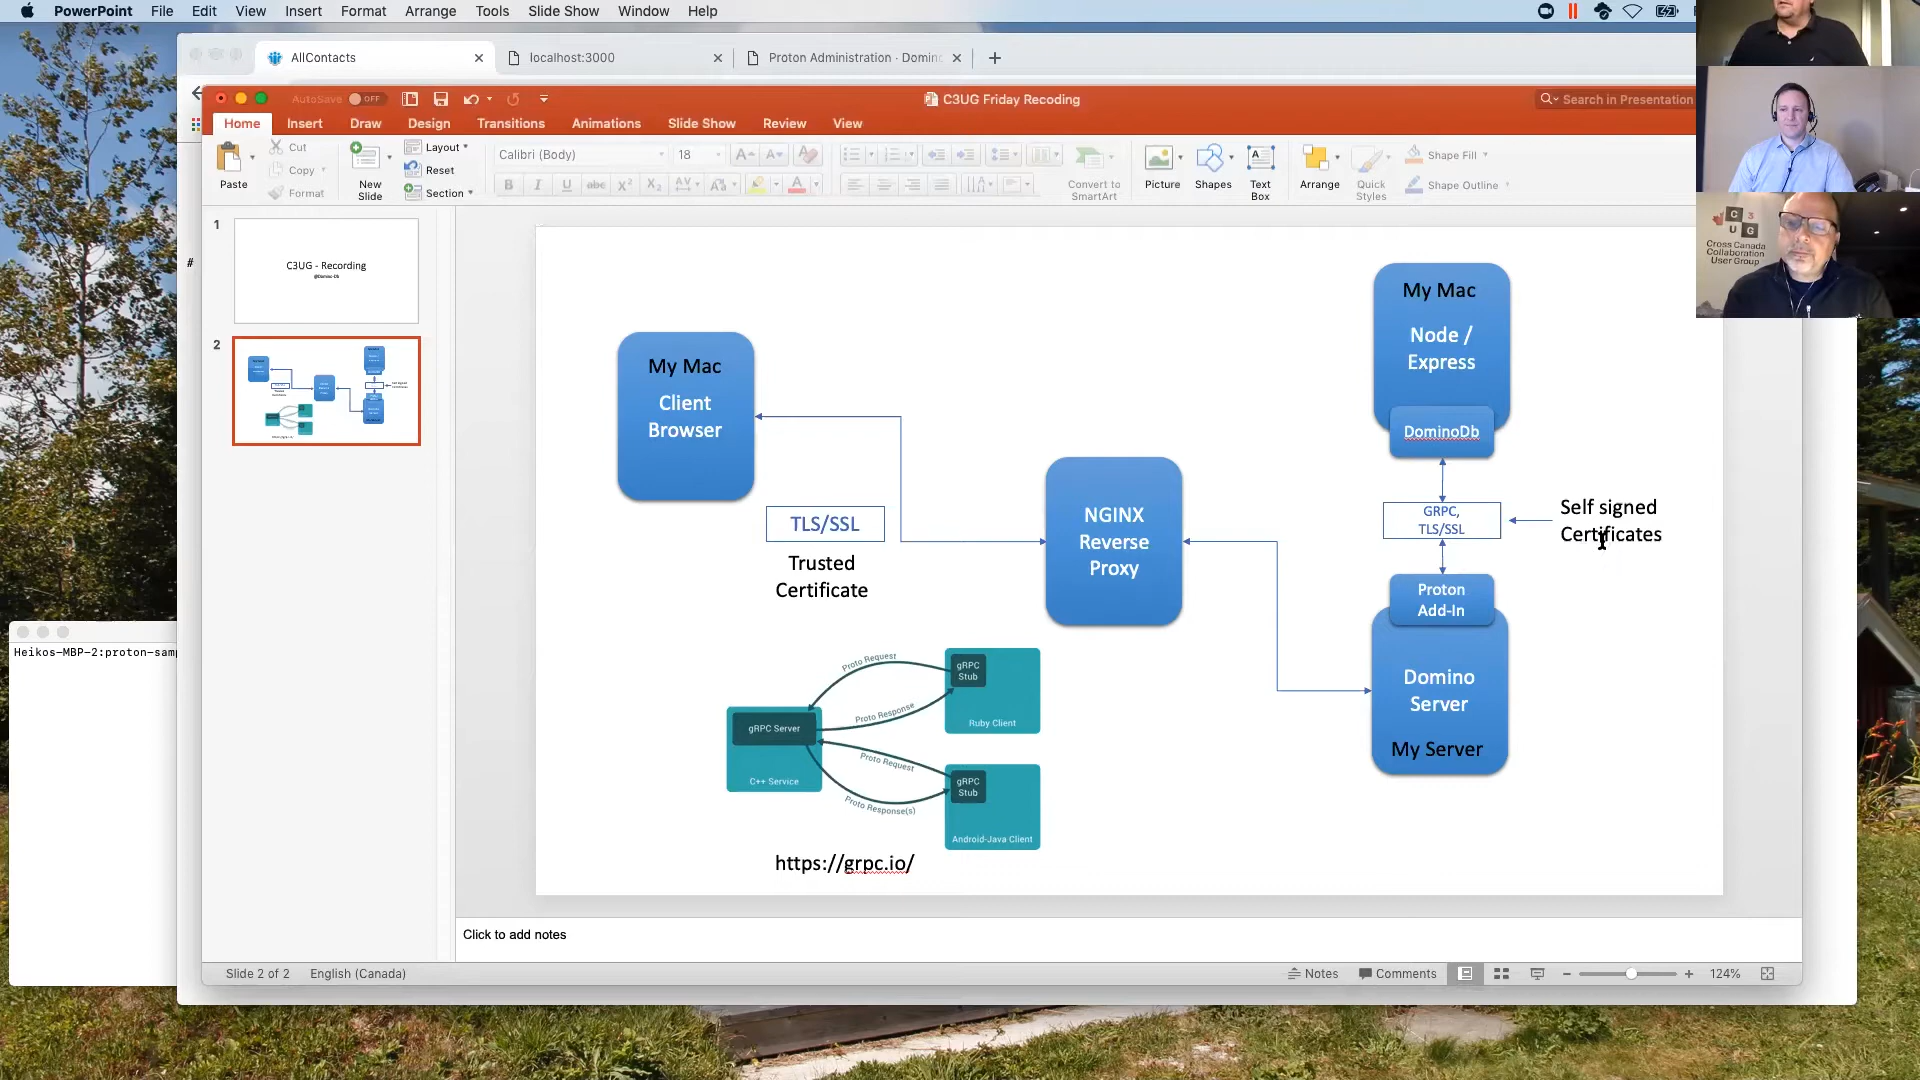 PowerPoint File Edit View Insert Format Arrange Tools Slide Show Window Help
AllContacts
localhost:3000
Proton Administration · Domin
AutoSave OFF
C3UG Friday Recoding
Search in Presentation
Home Insert Draw Design Transitions Animations Slide Show Review View
Paste
Cut
Copy
Format
New
Slide
Layout
Reset
Section
Calibri (Body)
18
Convert to
SmartArt
Picture
Shapes
Text
Box
Arrange
Quick
Styles
Shape Fill
Shape Outline
C 3
U G
Cross Canada
Collaboration
User Group
#
Heikos-MBP-2:proton-samp
1
C3UG - Recording
2
My Mac
Client
Browser
TLS/SSL
Trusted
Certificate
NGINX
Reverse
Proxy
My Mac
Node /
Express
DominoDb
GRPC,
TLS/SSL
Self signed
Certificates
Proton
Add-In
Domino
Server
My Server
gRPC Server
C++ Service
Proto Request
Proto Response
gRPC
Stub
Ruby Client
Proto Request
Proto Response(s)
gRPC
Stub
Android-Java Client
https://grpc.io/
Click to add notes
Slide 2 of 2 English (Canada)
Notes Comments 124%